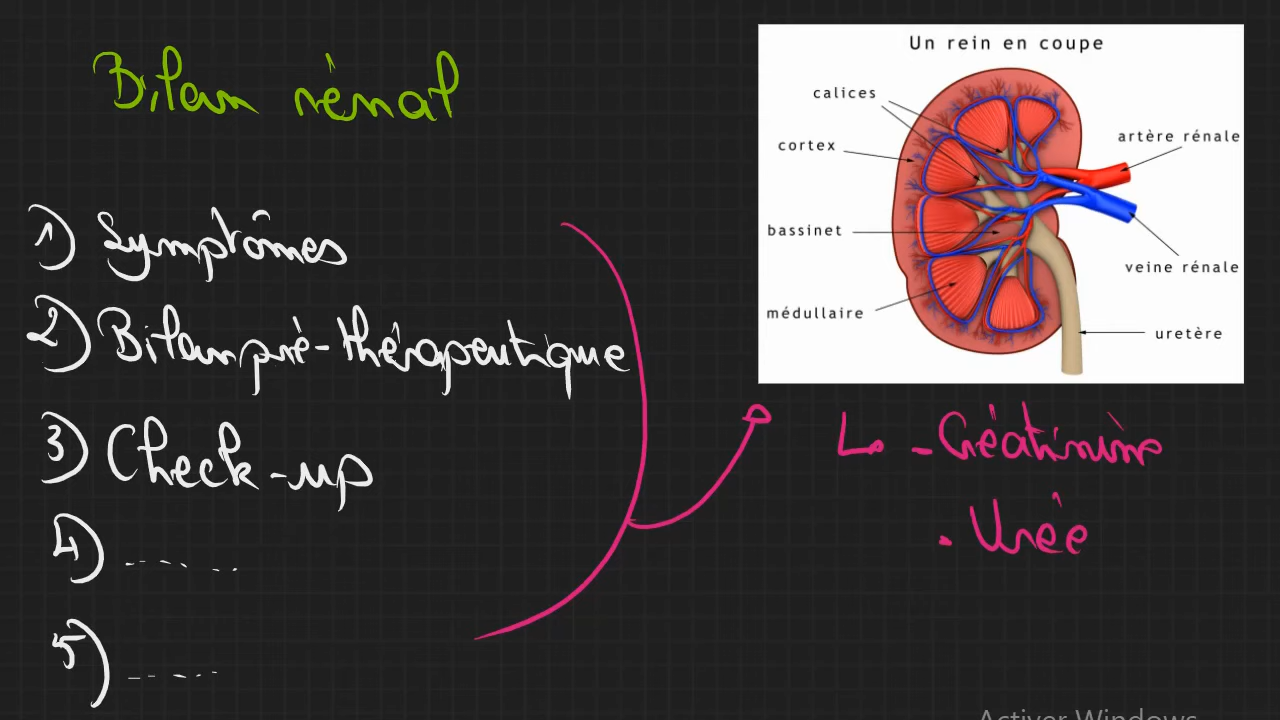 Bilan rénal
1) Symptômes
2) Bilan pré-thérapeutique
3) Check-up
4) ........
5) ........
Un rein en coupe
calices
cortex
artère rénale
bassinet
veine rénale
médullaire
uretère
- Créatinine
. Urée
Activer Windows